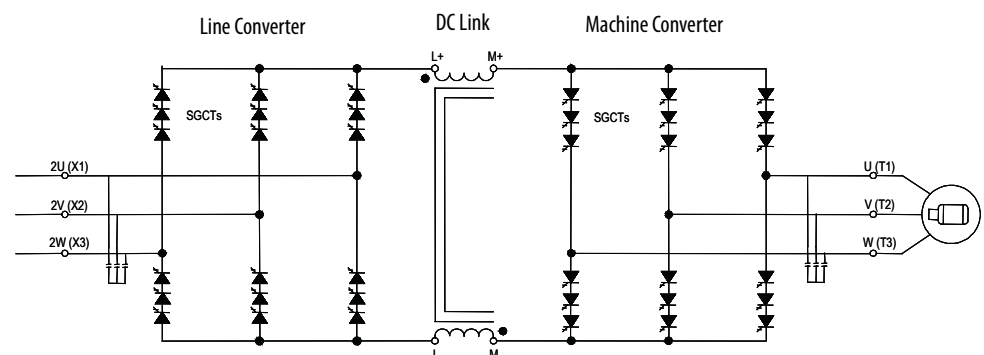 Line Converter
DC Link
Machine Converter
L+
M+
SGCTs
SGCTs
2U (X1)
U (T1)
2V (X2)
V (T2)
2W (X3)
W (T3)
L
M